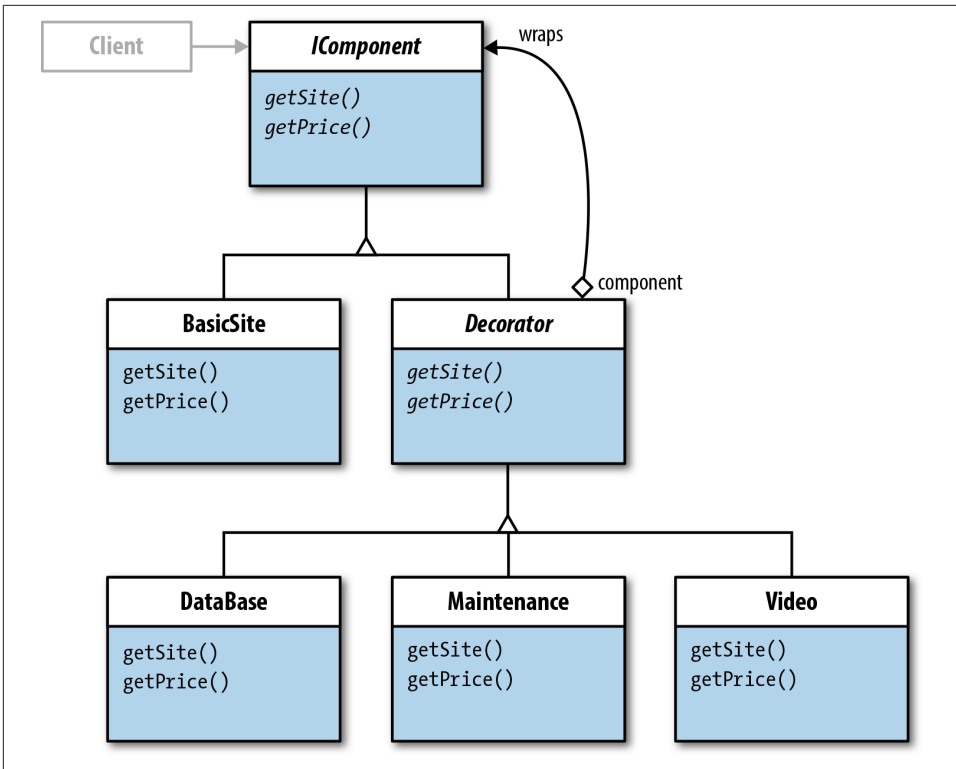 Client
IComponent
wraps
getSite()
getPrice()
component
BasicSite
getSite()
getPrice()
Decorator
getSite()
getPrice()
DataBase
getSite()
getPrice()
Maintenance
getSite()
getPrice()
Video
getSite()
getPrice()